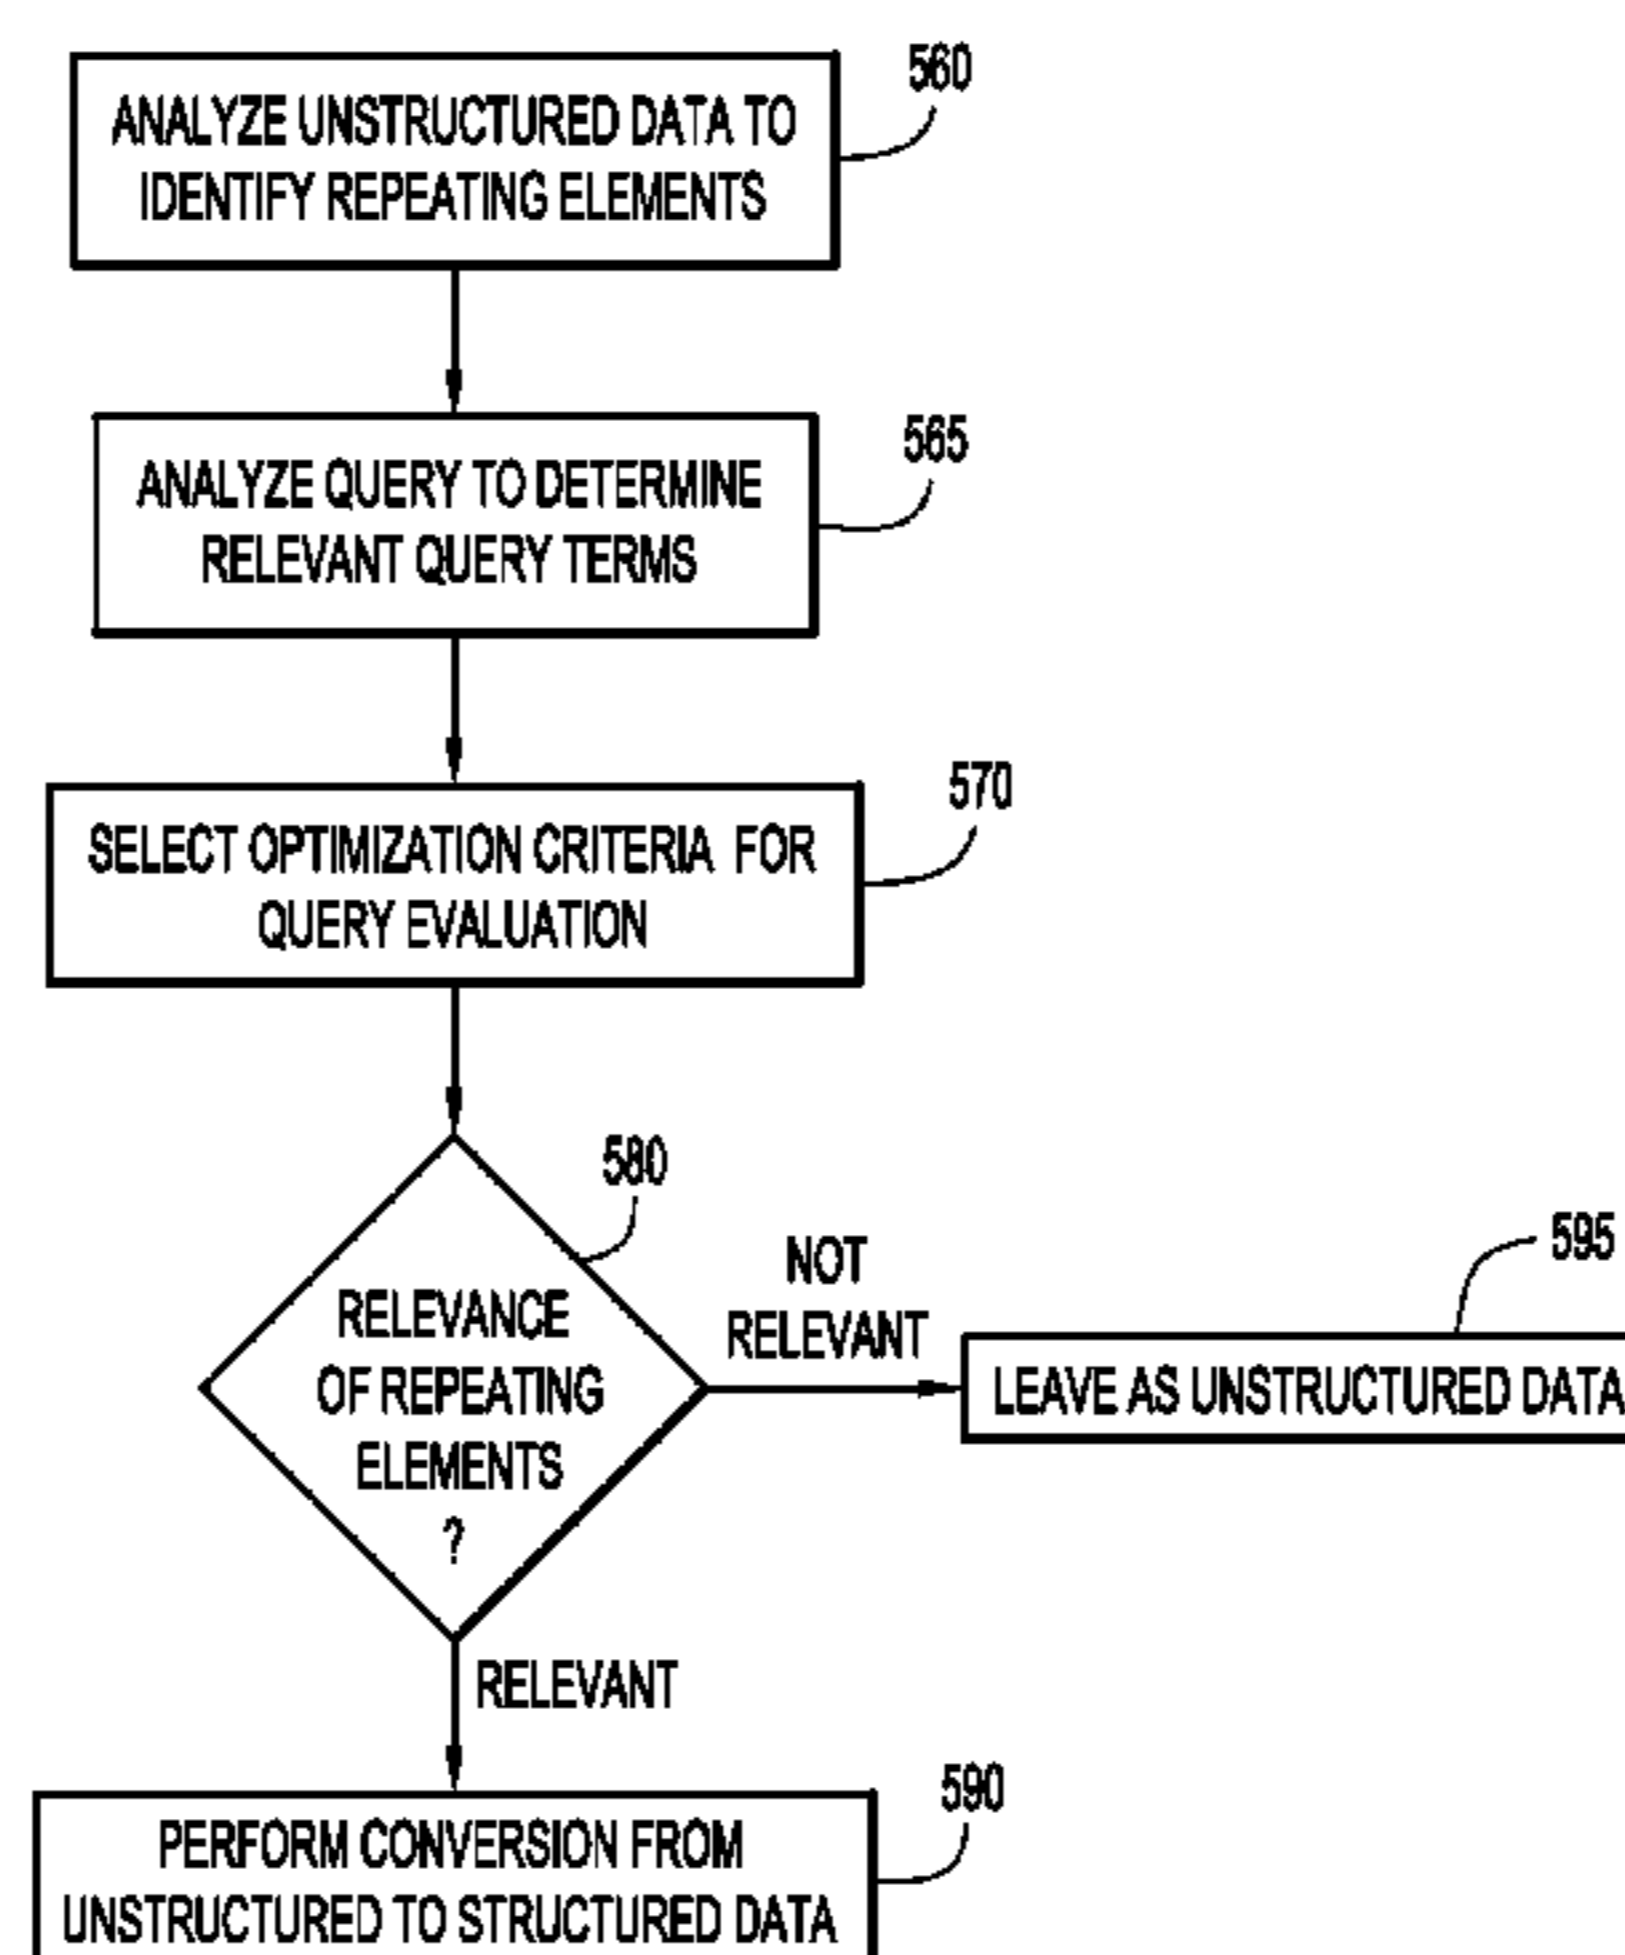 560
ANALYZE UNSTRUCTURED DATA TO
IDENTIFY REPEATING ELEMENTS
565
ANALYZE QUERY TO DETERMINE
RELEVANT QUERY TERMS
570
SELECT OPTIMIZATION CRITERIA FOR
QUERY EVALUATION
580
RELEVANCE
OF REPEATING
ELEMENTS
?
NOT
RELEVANT
595
LEAVE AS UNSTRUCTURED DATA
RELEVANT
590
PERFORM CONVERSION FROM
UNSTRUCTURED TO STRUCTURED DATA